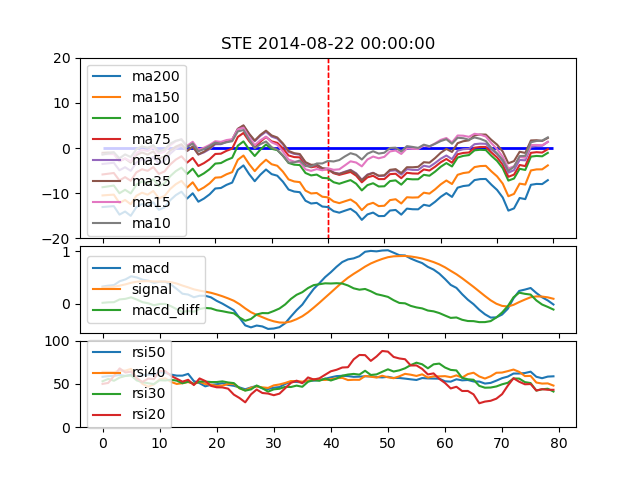 STE 2014-08-22 00:00:00
20
10
0
−10
−20
ma200
ma150
ma100
ma75
ma50
ma35
ma15
ma10
1
0
macd
signal
macd_diff
100
50
0
rsi50
rsi40
rsi30
rsi20
0 10 20 30 40 50 60 70 80